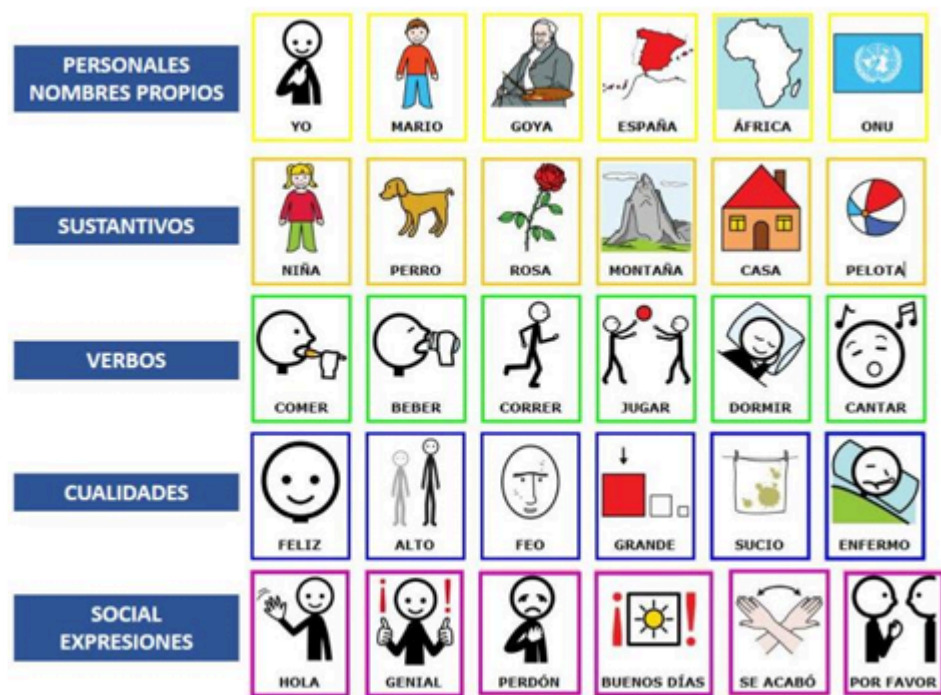 PERSONALES
NOMBRES PROPIOS
YO
MARIO
GOYA
ESPAÑA
ÁFRICA
ONU
SUSTANTIVOS
NIÑA
PERRO
ROSA
MONTAÑA
CASA
PELOTA
VERBOS
COMER
BEBER
CORRER
JUGAR
DORMIR
CANTAR
CUALIDADES
FELIZ
ALTO
FEO
GRANDE
SUCIO
ENFERMO
SOCIAL
EXPRESIONES
HOLA
GENIAL
PERDÓN
BUENOS DÍAS
SE ACABÓ
POR FAVOR